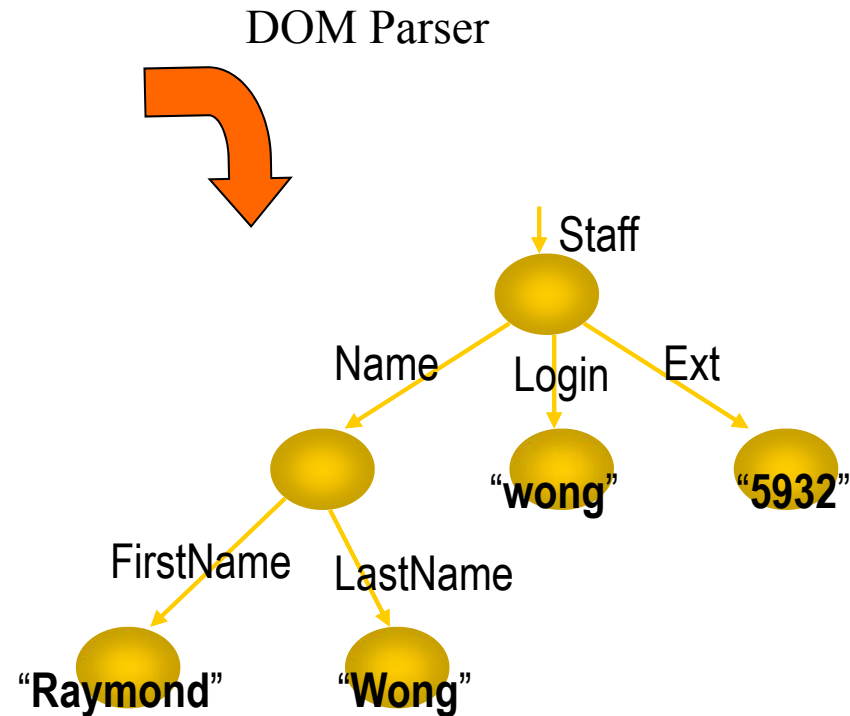 DOM Parser
Staff
Name
Login
Ext
“wong”
“5932”
FirstName
LastName
“Raymond”
“Wong”